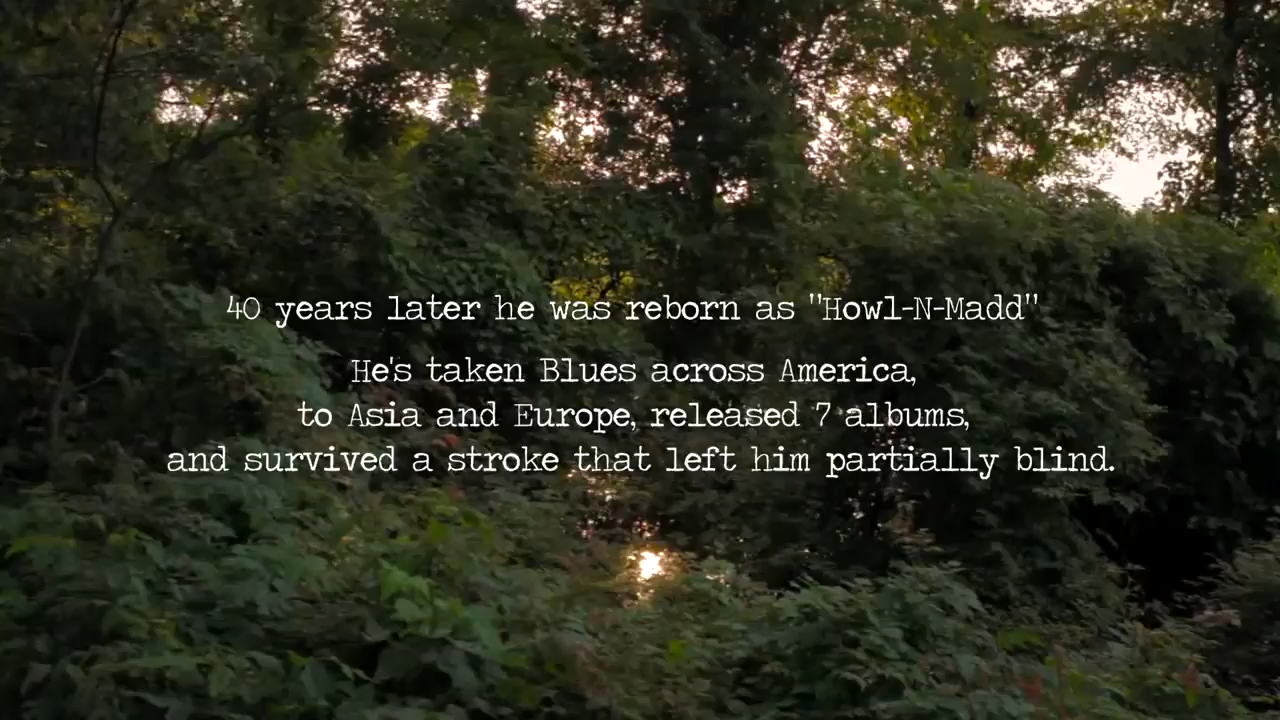 40 years later he was reborn as "Howl-N-Madd"
He's taken Blues across America,
to Asia and Europe, released 7 albums,
and survived a stroke that left him partially blind.